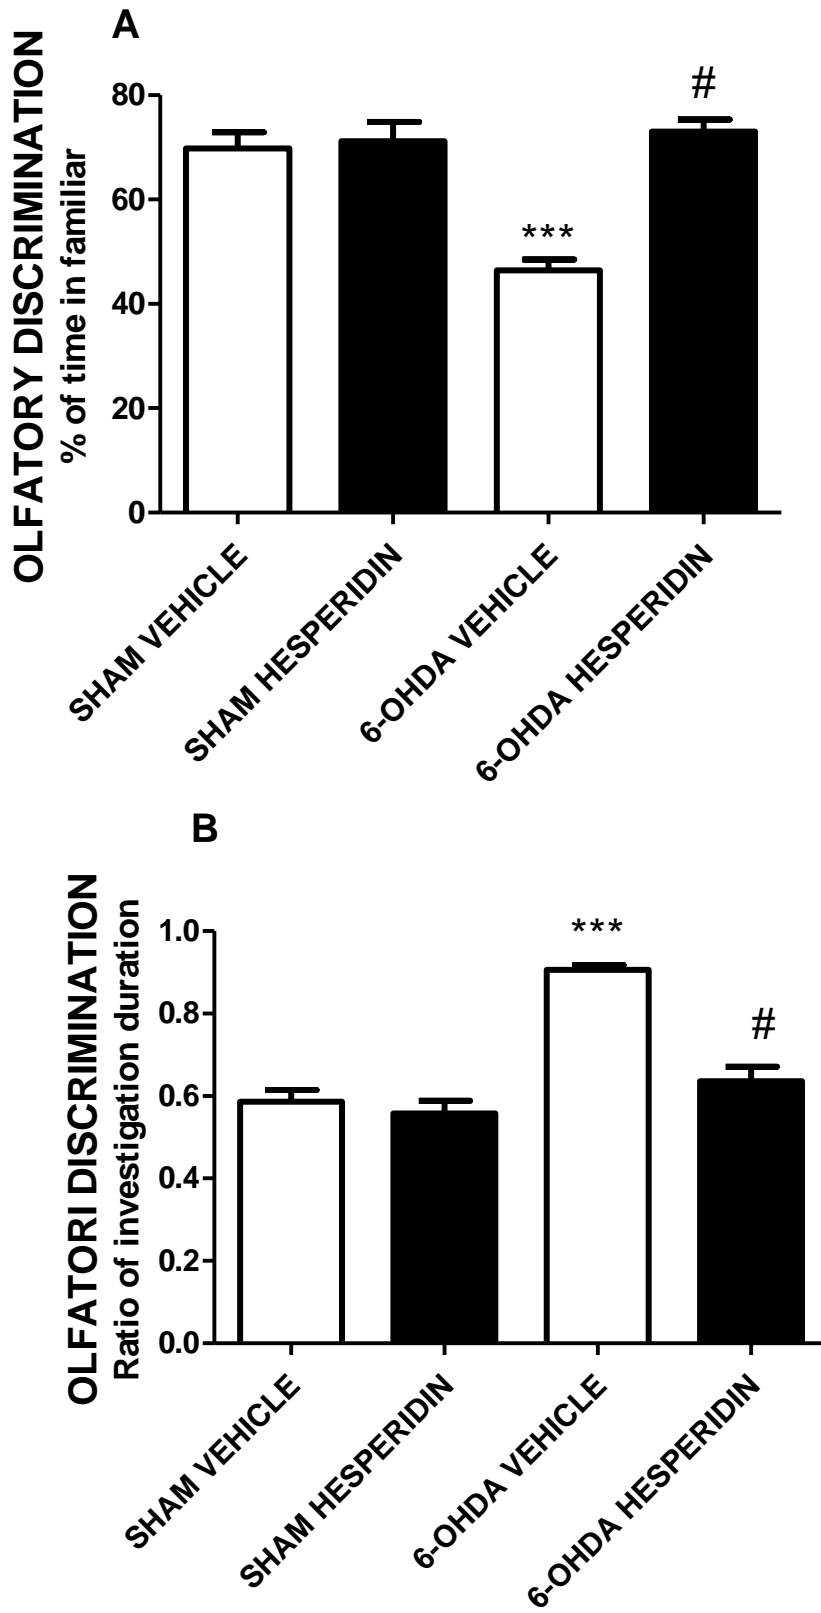 A
OLFATORY DISCRIMINATION
% of time in familiar
80
60
40
20
0
***
#
SHAM VEHICLE
SHAM HESPERIDIN
6-OHDA VEHICLE
6-OHDA HESPERIDIN
B
OLFATORI DISCRIMINATION
Ratio of investigation duration
1.0
0.8
0.6
0.4
0.2
0.0
***
#
SHAM VEHICLE
SHAM HESPERIDIN
6-OHDA VEHICLE
6-OHDA HESPERIDIN